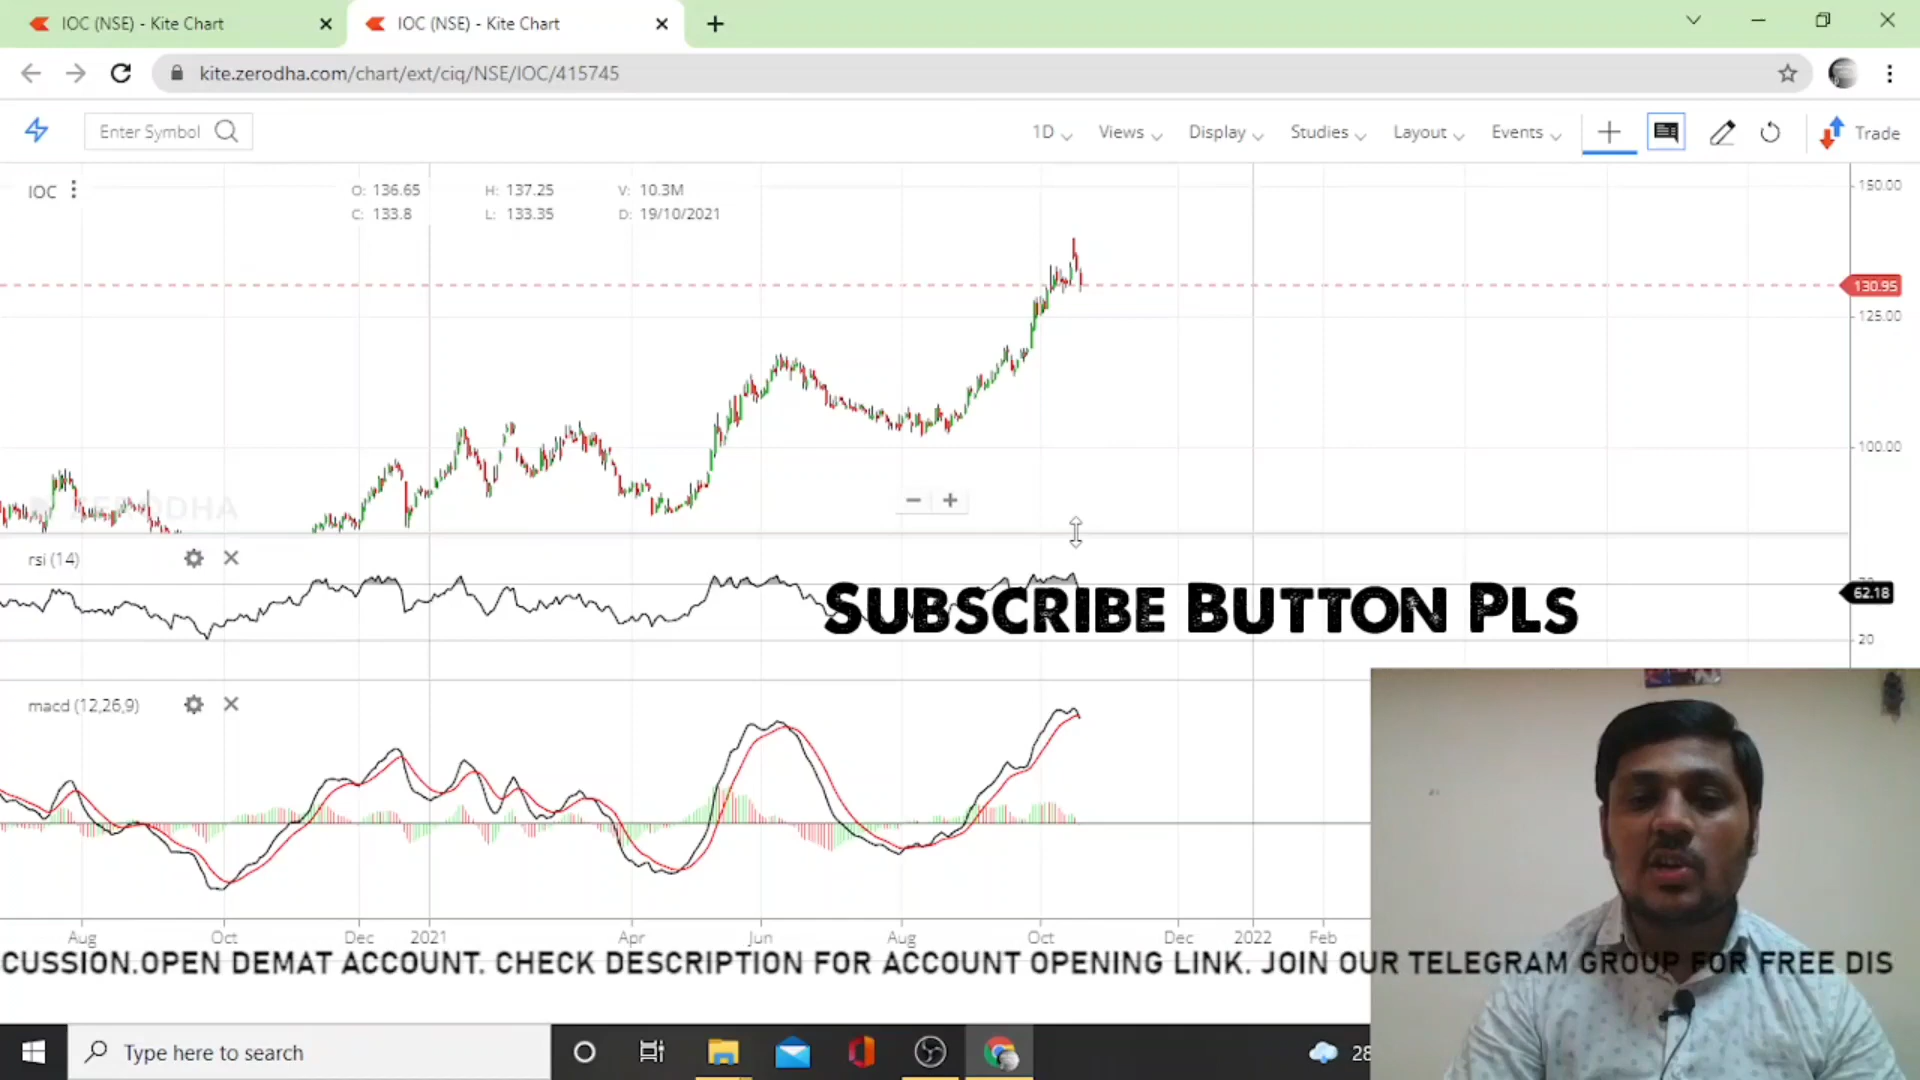 IOC (NSE) - Kite Chart
IOC (NSE) - Kite Chart
kite.zerodha.com/chart/ext/ciq/NSE/IOC/415745
Enter Symbol
1D Views Display Studies Layout Events Trade
IOC
O: 136.65 H: 137.25 V: 10.3M
C: 133.8 L: 133.35 D: 19/10/2021
150.00
130.95
125.00
100.00
ZERODHA
rsi (14)
62.18
20
SUBSCRIBE BUTTON PLS
macd (12,26,9)
Aug Oct Dec 2021 Apr Jun Aug Oct Dec 2022 Feb
CUSSION.OPEN DEMAT ACCOUNT. CHECK DESCRIPTION FOR ACCOUNT OPENING LINK. JOIN OUR TELEGRAM GROUP FOR FREE DIS
Type here to search
28